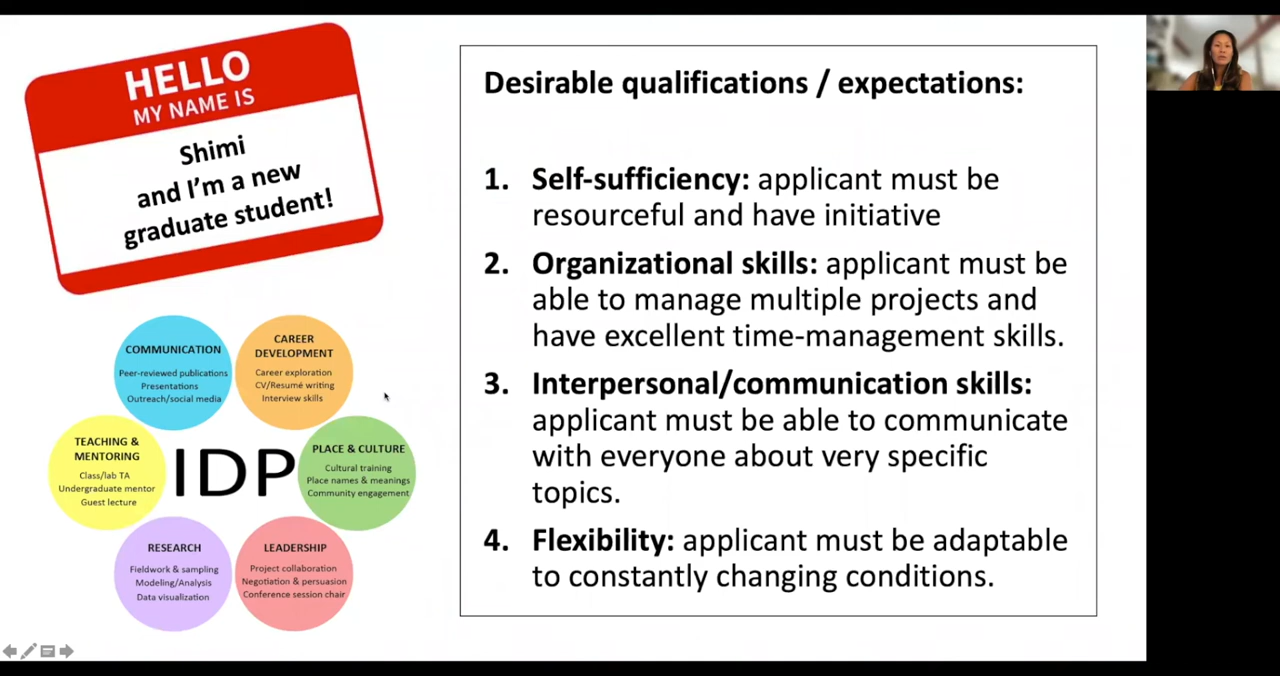 HELLO
MY NAME IS
Shimi
and I'm a new
graduate student!
COMMUNICATION
Peer-reviewed publications
Presentations
Outreach/social media
CAREER
DEVELOPMENT
Career exploration
CV/Resumé writing
Interview skills
TEACHING &
MENTORING
Class/lab TA
Undergraduate mentor
Guest lecture
IDP
PLACE & CULTURE
Cultural training
Place names & meanings
Community engagement
RESEARCH
Fieldwork & sampling
Modeling/Analysis
Data visualization
LEADERSHIP
Project collaboration
Negotiation & persuasion
Conference session chair
Desirable qualifications / expectations:
1. Self-sufficiency: applicant must be
resourceful and have initiative
2. Organizational skills: applicant must be
able to manage multiple projects and
have excellent time-management skills.
3. Interpersonal/communication skills:
applicant must be able to communicate
with everyone about very specific
topics.
4. Flexibility: applicant must be adaptable
to constantly changing conditions.